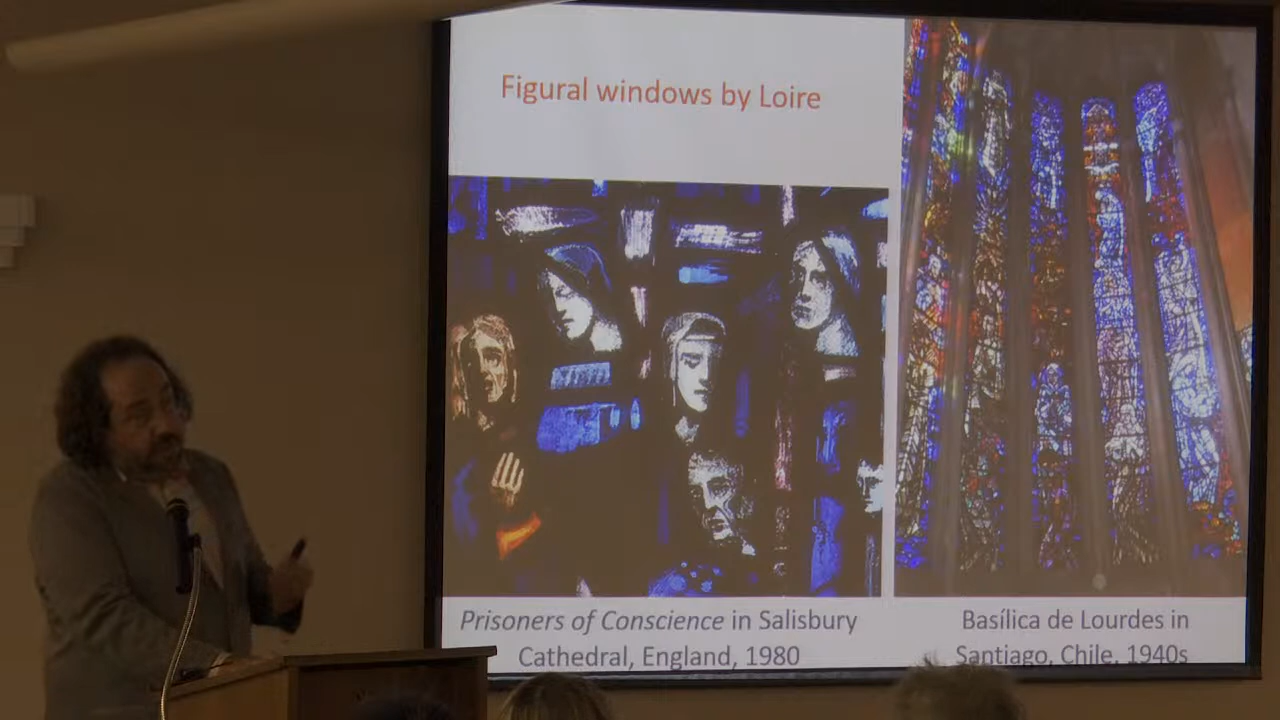 Figural windows by Loire
Prisoners of Conscience in Salisbury
Cathedral, England, 1980
Basílica de Lourdes in
Santiago, Chile, 1940s